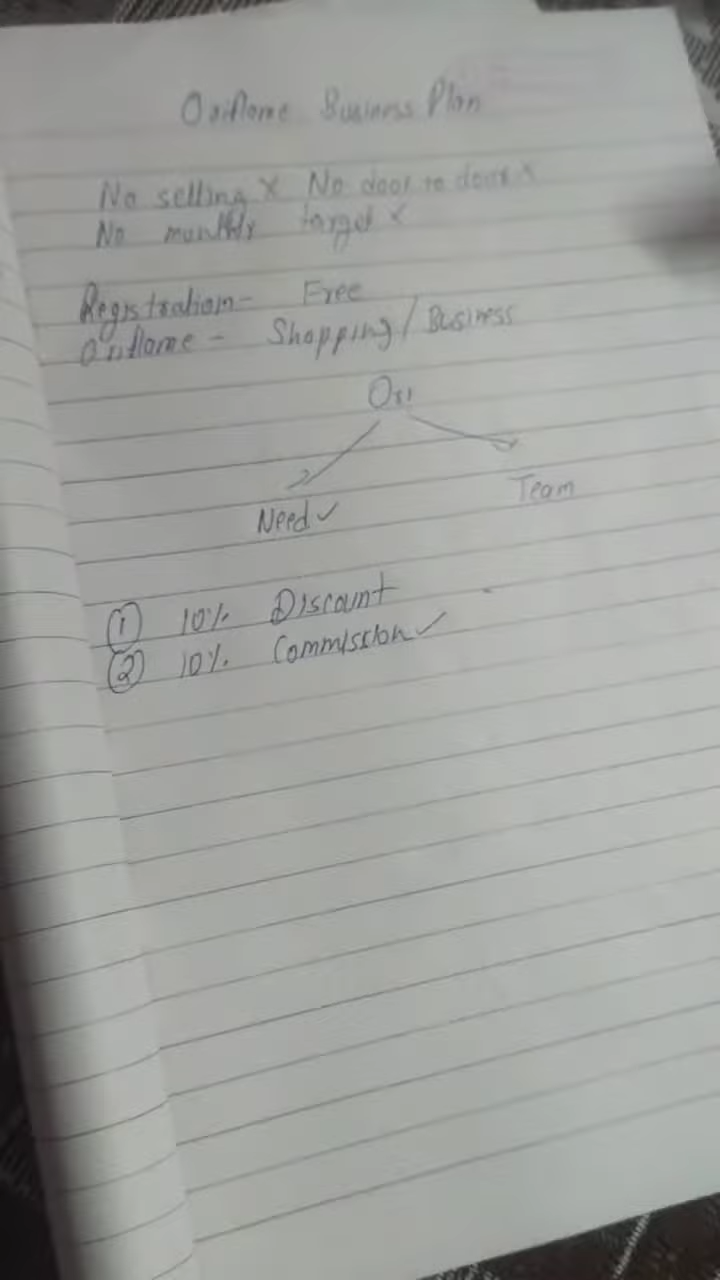 Oriflame Business Plan
No selling × No door to door ×
No monthly target ×
Registration - Free
Oriflame - Shopping / Business
Ori
Need ✓ Team
① 10% Discount
② 10% Commission ✓